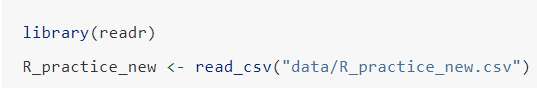 library(readr)
R_practice_new <- read_csv("data/R_practice_new.csv")